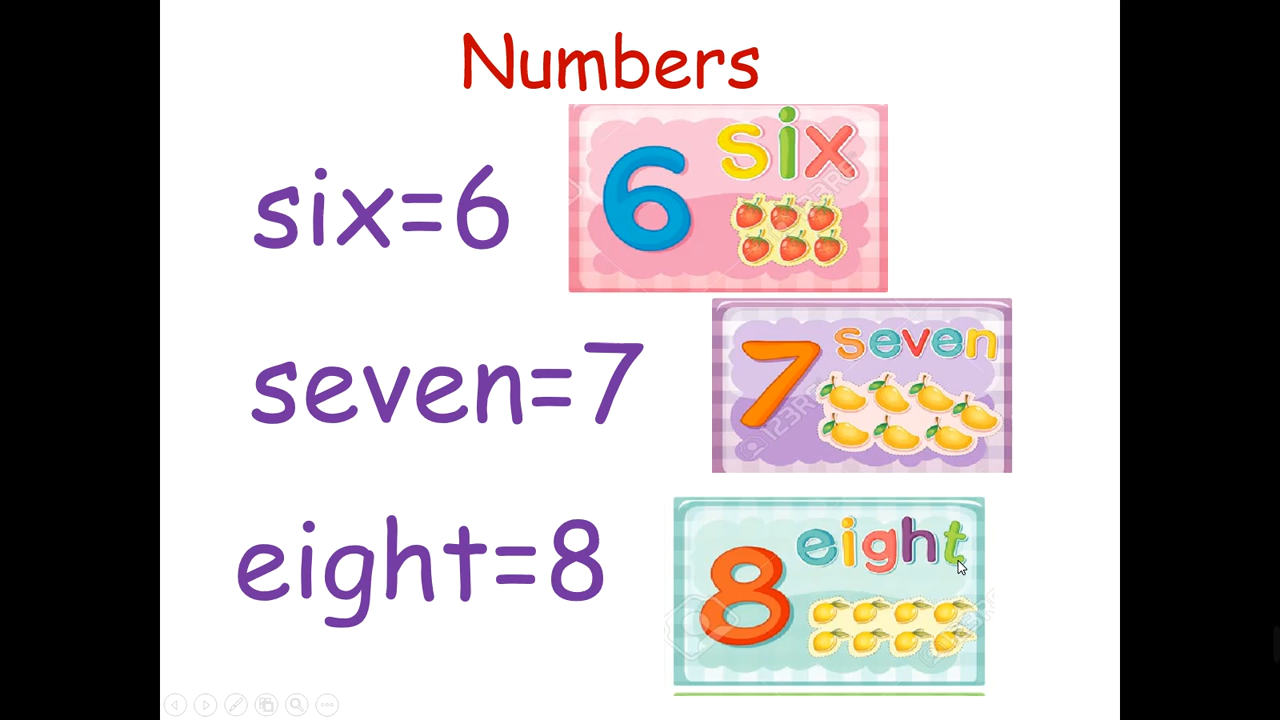 Numbers
six=6
6 six
seven=7
7 seven
eight=8
8 eight